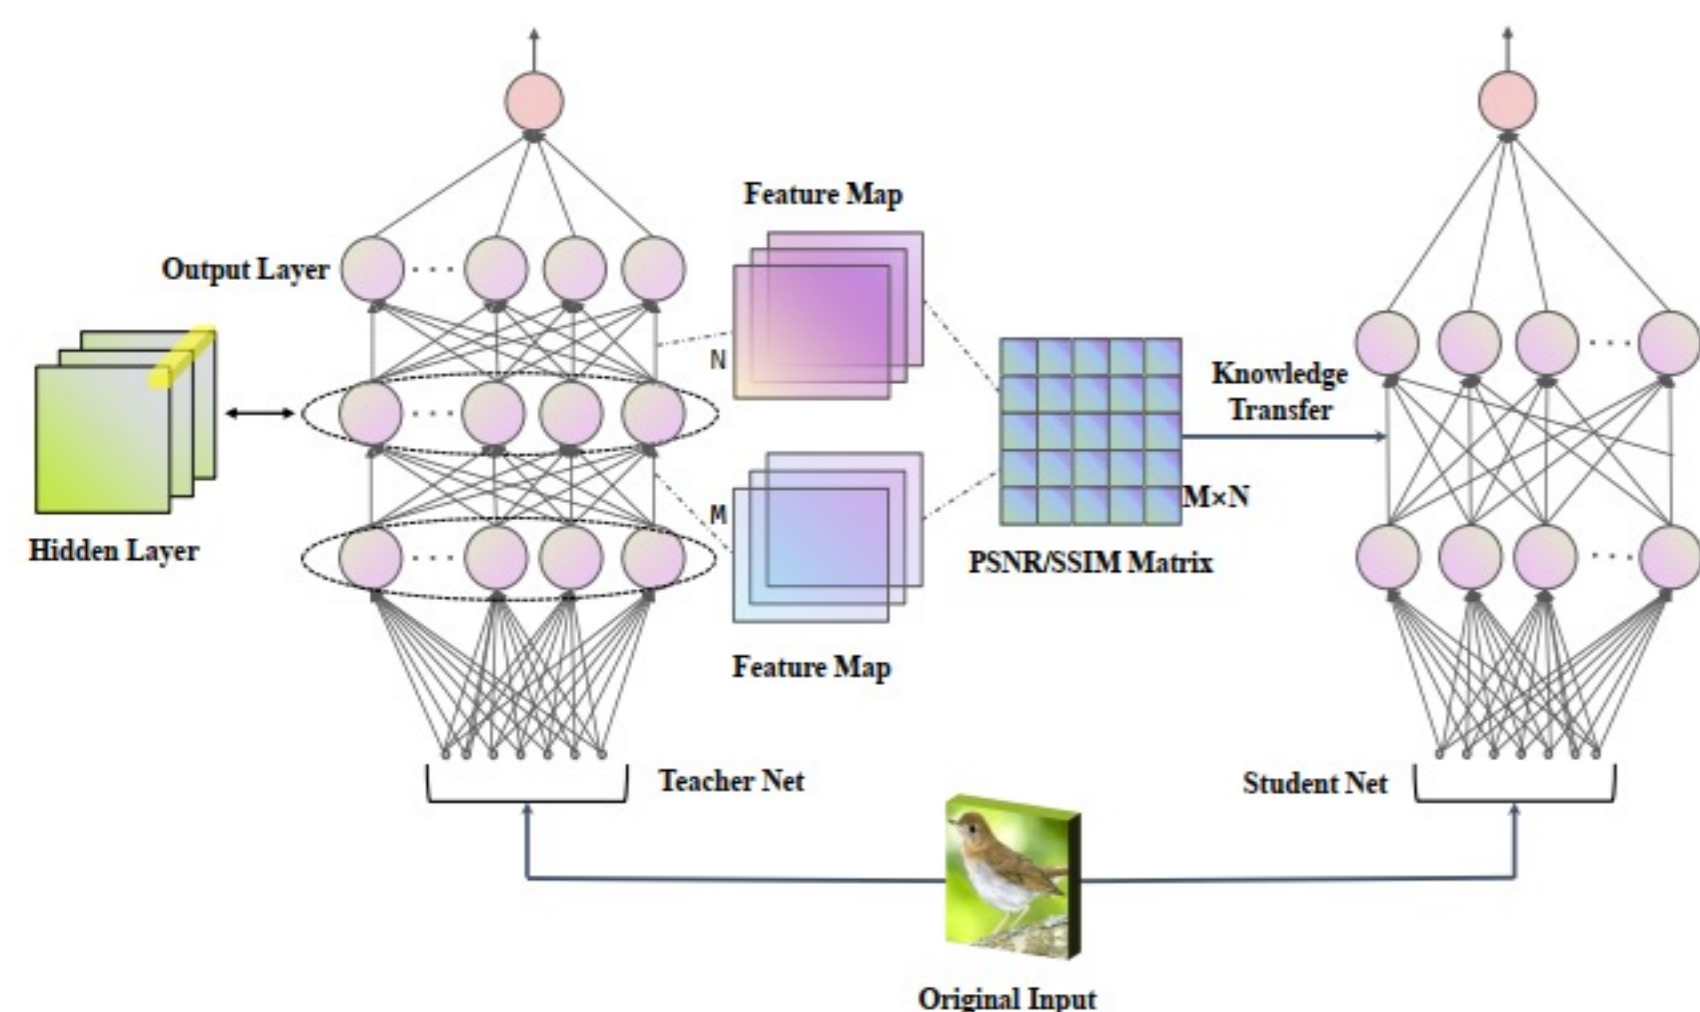 Feature Map
Output Layer
N
Knowledge
Transfer
M
M×N
Hidden Layer
PSNR/SSIM Matrix
Feature Map
Teacher Net
Student Net
Original Input